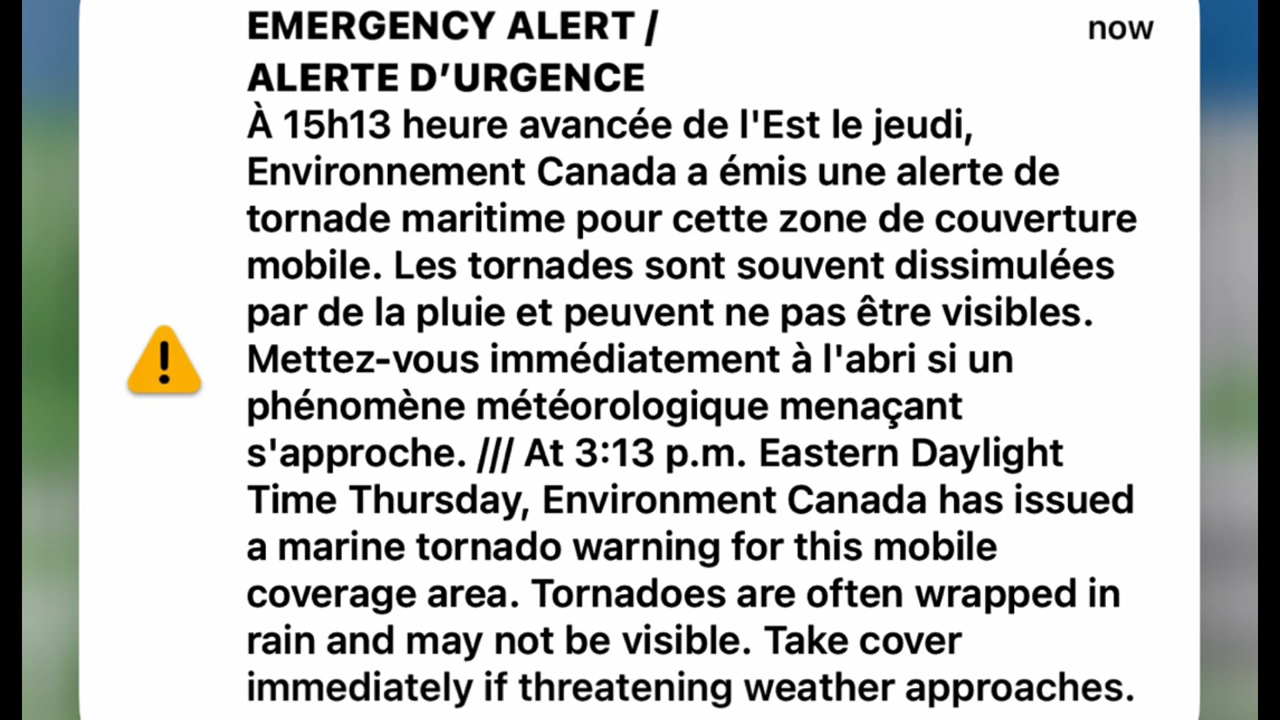 EMERGENCY ALERT /
now
ALERTE D’URGENCE
À 15h13 heure avancée de l'Est le jeudi,
Environnement Canada a émis une alerte de
tornade maritime pour cette zone de couverture
mobile. Les tornades sont souvent dissimulées
par de la pluie et peuvent ne pas être visibles.
Mettez-vous immédiatement à l'abri si un
phénomène météorologique menaçant
s'approche. /// At 3:13 p.m. Eastern Daylight
Time Thursday, Environment Canada has issued
a marine tornado warning for this mobile
coverage area. Tornadoes are often wrapped in
rain and may not be visible. Take cover
immediately if threatening weather approaches.